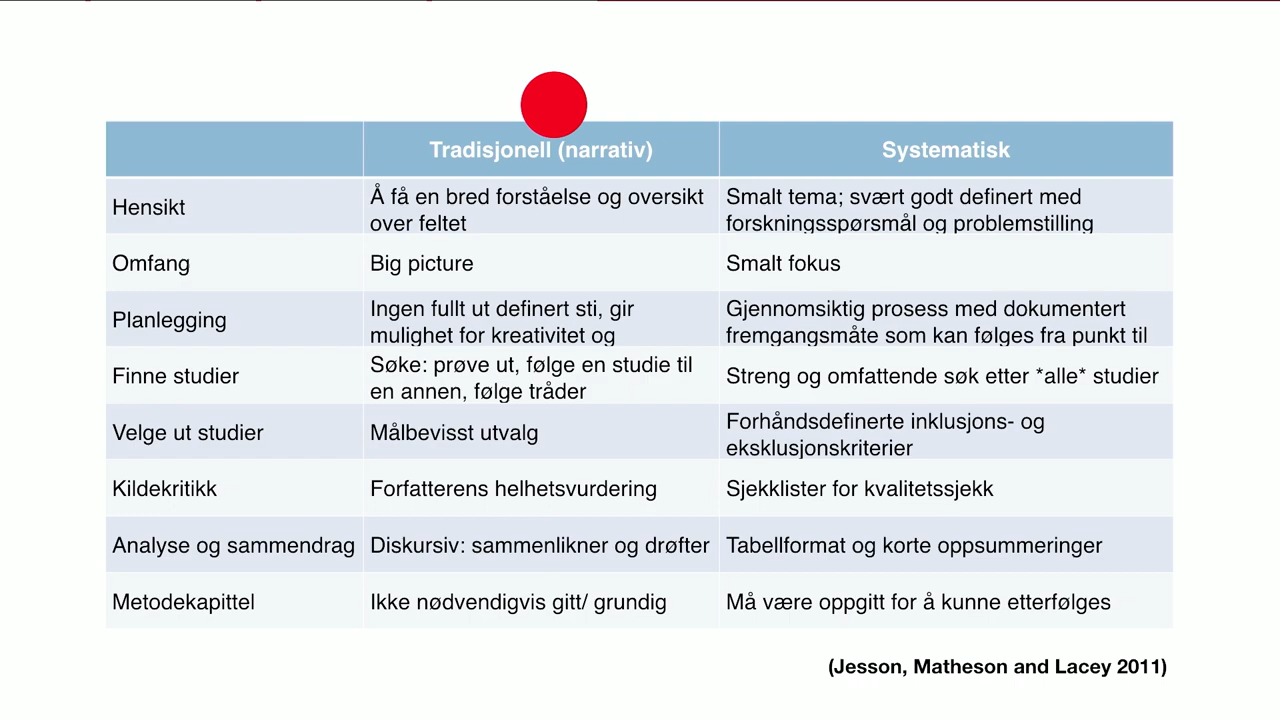 Tradisjonell (narrativ)
Systematisk
Hensikt
Å få en bred forståelse og oversikt
over feltet
Smalt tema; svært godt definert med
forskningsspørsmål og problemstilling
Omfang
Big picture
Smalt fokus
Planlegging
Ingen fullt ut definert sti, gir
mulighet for kreativitet og
Gjennomsiktig prosess med dokumentert
fremgangsmåte som kan følges fra punkt til
Finne studier
Søke: prøve ut, følge en studie til
en annen, følge tråder
Streng og omfattende søk etter *alle* studier
Velge ut studier
Målbevisst utvalg
Forhåndsdefinerte inklusjons- og
eksklusjonskriterier
Kildekritikk
Forfatterens helhetsvurdering
Sjekklister for kvalitetssjekk
Analyse og sammendrag
Diskursiv: sammenlikner og drøfter
Tabellformat og korte oppsummeringer
Metodekapittel
Ikke nødvendigvis gitt/ grundig
Må være oppgitt for å kunne etterfølges
(Jesson, Matheson and Lacey 2011)